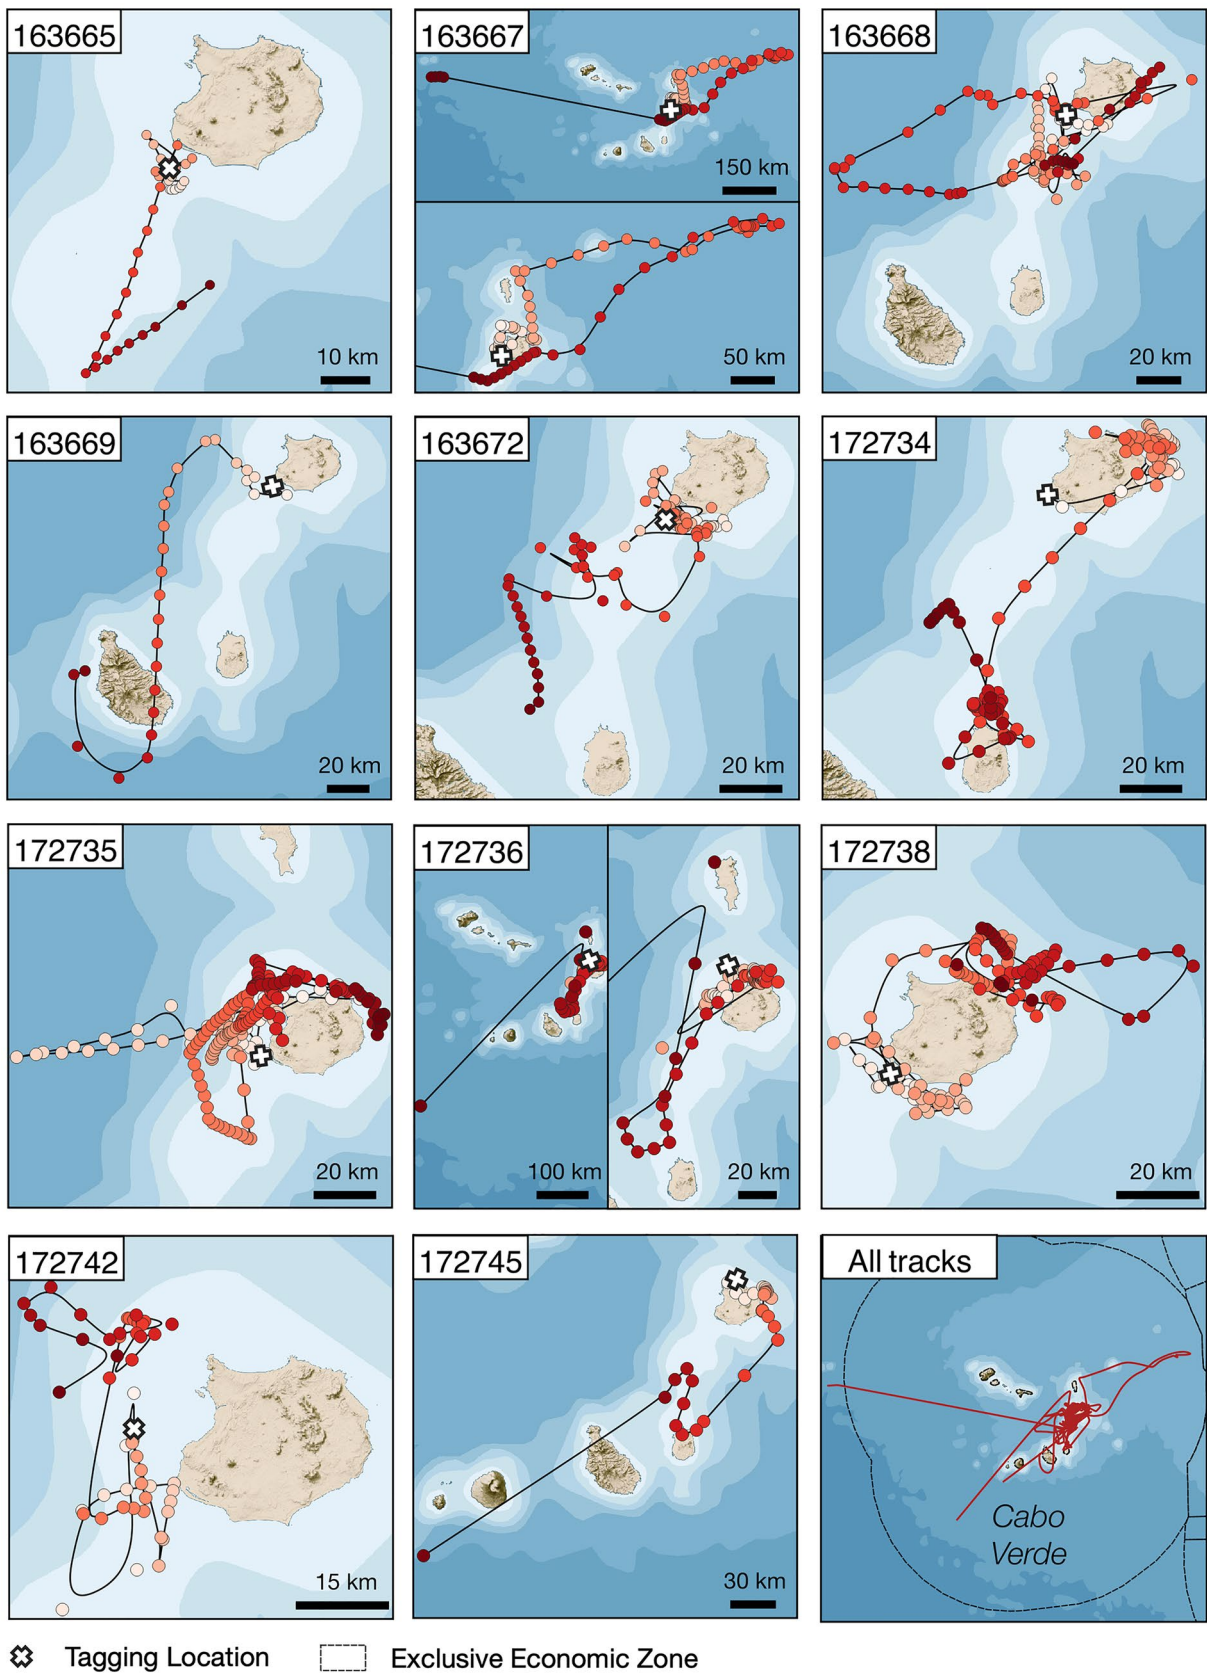 163665
10 km
163667
150 km
50 km
163668
20 km
163669
20 km
163672
20 km
172734
20 km
172735
20 km
172736
100 km
20 km
172738
20 km
172742
15 km
172745
30 km
All tracks
Cabo
Verde
Tagging Location
Exclusive Economic Zone